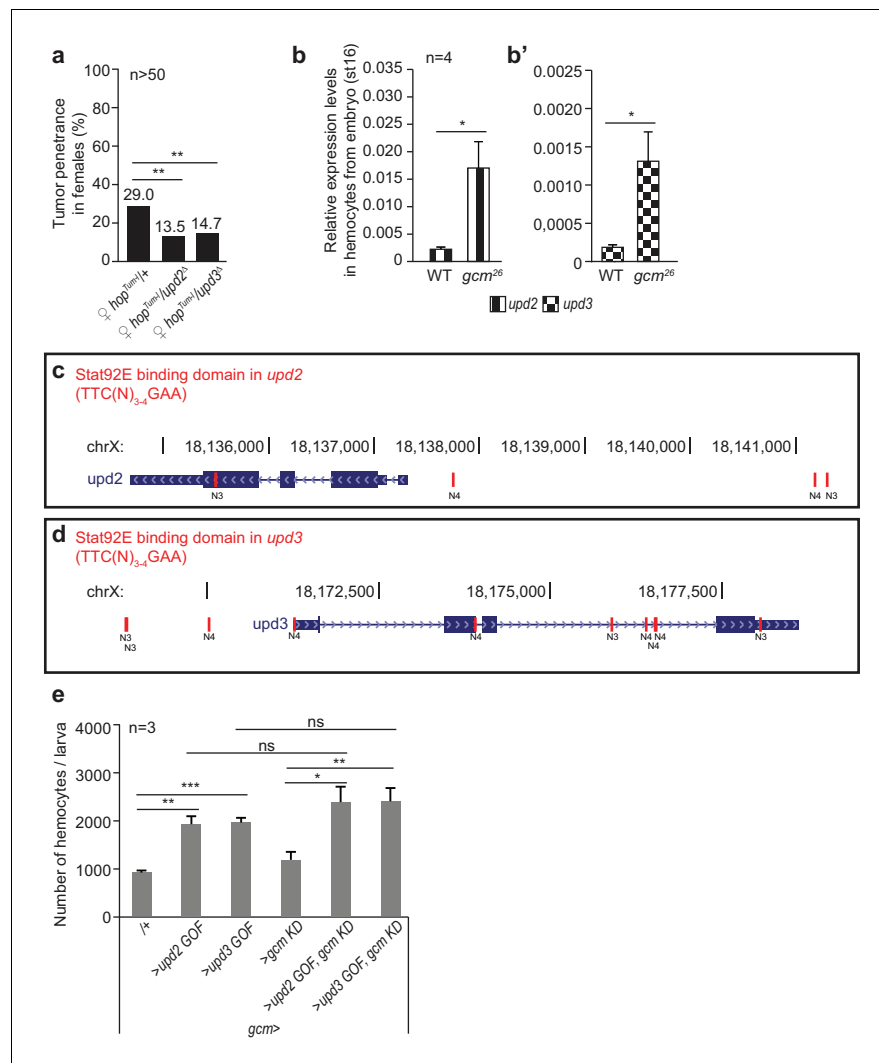 a
n>50
Tumor penetrance
in females (%)
100
80
60
40
20
0
**
**
29.0
13.5
14.7
♀ hopTum-l/+
♀ hopTum-l/upd2Δ
♀ hopTum-l/upd3Δ
b
n=4
Relative expression levels
in hemocytes from embryo (st16)
0.035
0.030
0.025
0.020
0.015
0.010
0.005
0
*
WT
gcm26
b’
0.0025
0.0020
0.0015
0.0010
0,0005
0
*
WT
gcm26
upd2
upd3
c
Stat92E binding domain in upd2
(TTC(N)3-4GAA)
chrX:
18,136,000
18,137,000
18,138,000
18,139,000
18,140,000
18,141,000
upd2
N3
N4
N4
N3
d
Stat92E binding domain in upd3
(TTC(N)3-4GAA)
chrX:
18,172,500
18,175,000
18,177,500
upd3
N3
N3
N4
N4
N4
N3
N4
N4
N4
N3
e
n=3
Number of hemocytes / larva
4000
3000
2000
1000
0
ns
ns
***
**
**
*
/+
>upd2 GOF
>upd3 GOF
>gcm KD
>upd2 GOF, gcm KD
>upd3 GOF, gcm KD
gcm>